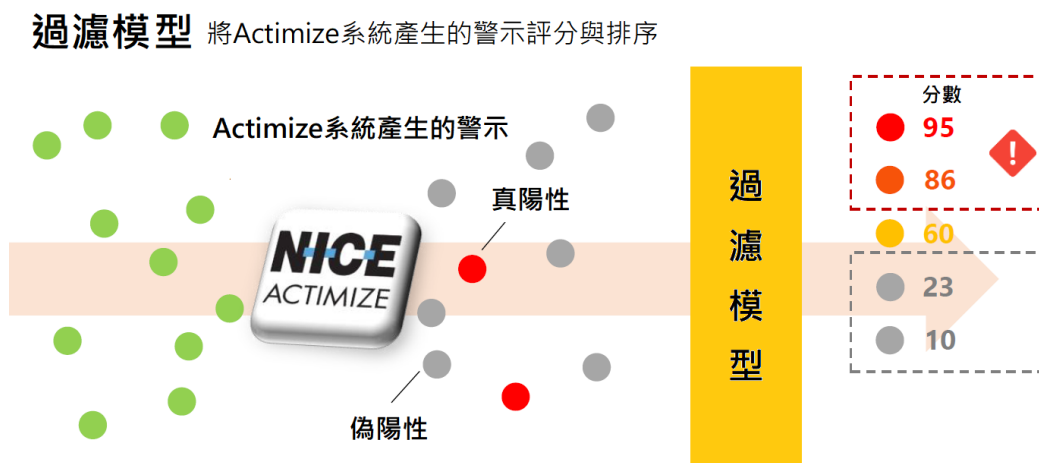 過濾模型 將Actimize系統產生的警示評分與排序
Actimize系統產生的警示
真陽性
NICE
ACTIMIZE
偽陽性
過
濾
模
型
分數
95
!
86
60
23
10